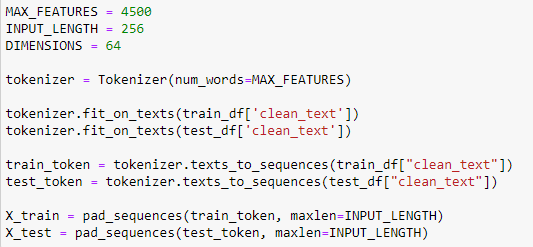 MAX_FEATURES = 4500
INPUT_LENGTH = 256
DIMENSIONS = 64
tokenizer = Tokenizer(num_words=MAX_FEATURES)
tokenizer.fit_on_texts(train_df['clean_text'])
tokenizer.fit_on_texts(test_df['clean_text'])
train_token = tokenizer.texts_to_sequences(train_df["clean_text"])
test_token = tokenizer.texts_to_sequences(test_df["clean_text"])
X_train = pad_sequences(train_token, maxlen=INPUT_LENGTH)
X_test = pad_sequences(test_token, maxlen=INPUT_LENGTH)